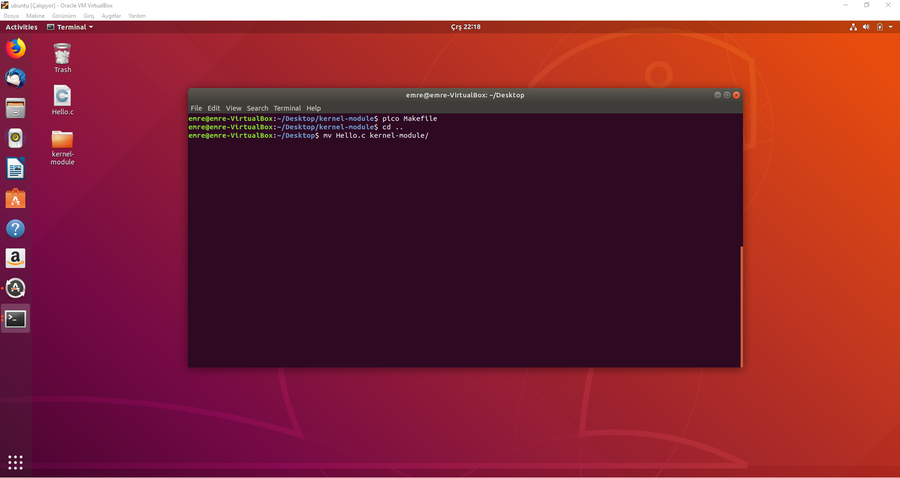 ubuntu [Çalışıyor] - Oracle VM VirtualBox
Dosya Makine Görünüm Giriş Aygıtlar Yardım
Activities Terminal Çrş 22:18
Trash
Hello.c
kernel-
module
emre@emre-VirtualBox: ~/Desktop
File Edit View Search Terminal Help
emre@emre-VirtualBox:~/Desktop/kernel-module$ pico Makefile
emre@emre-VirtualBox:~/Desktop/kernel-module$ cd ..
emre@emre-VirtualBox:~/Desktop$ mv Hello.c kernel-module/